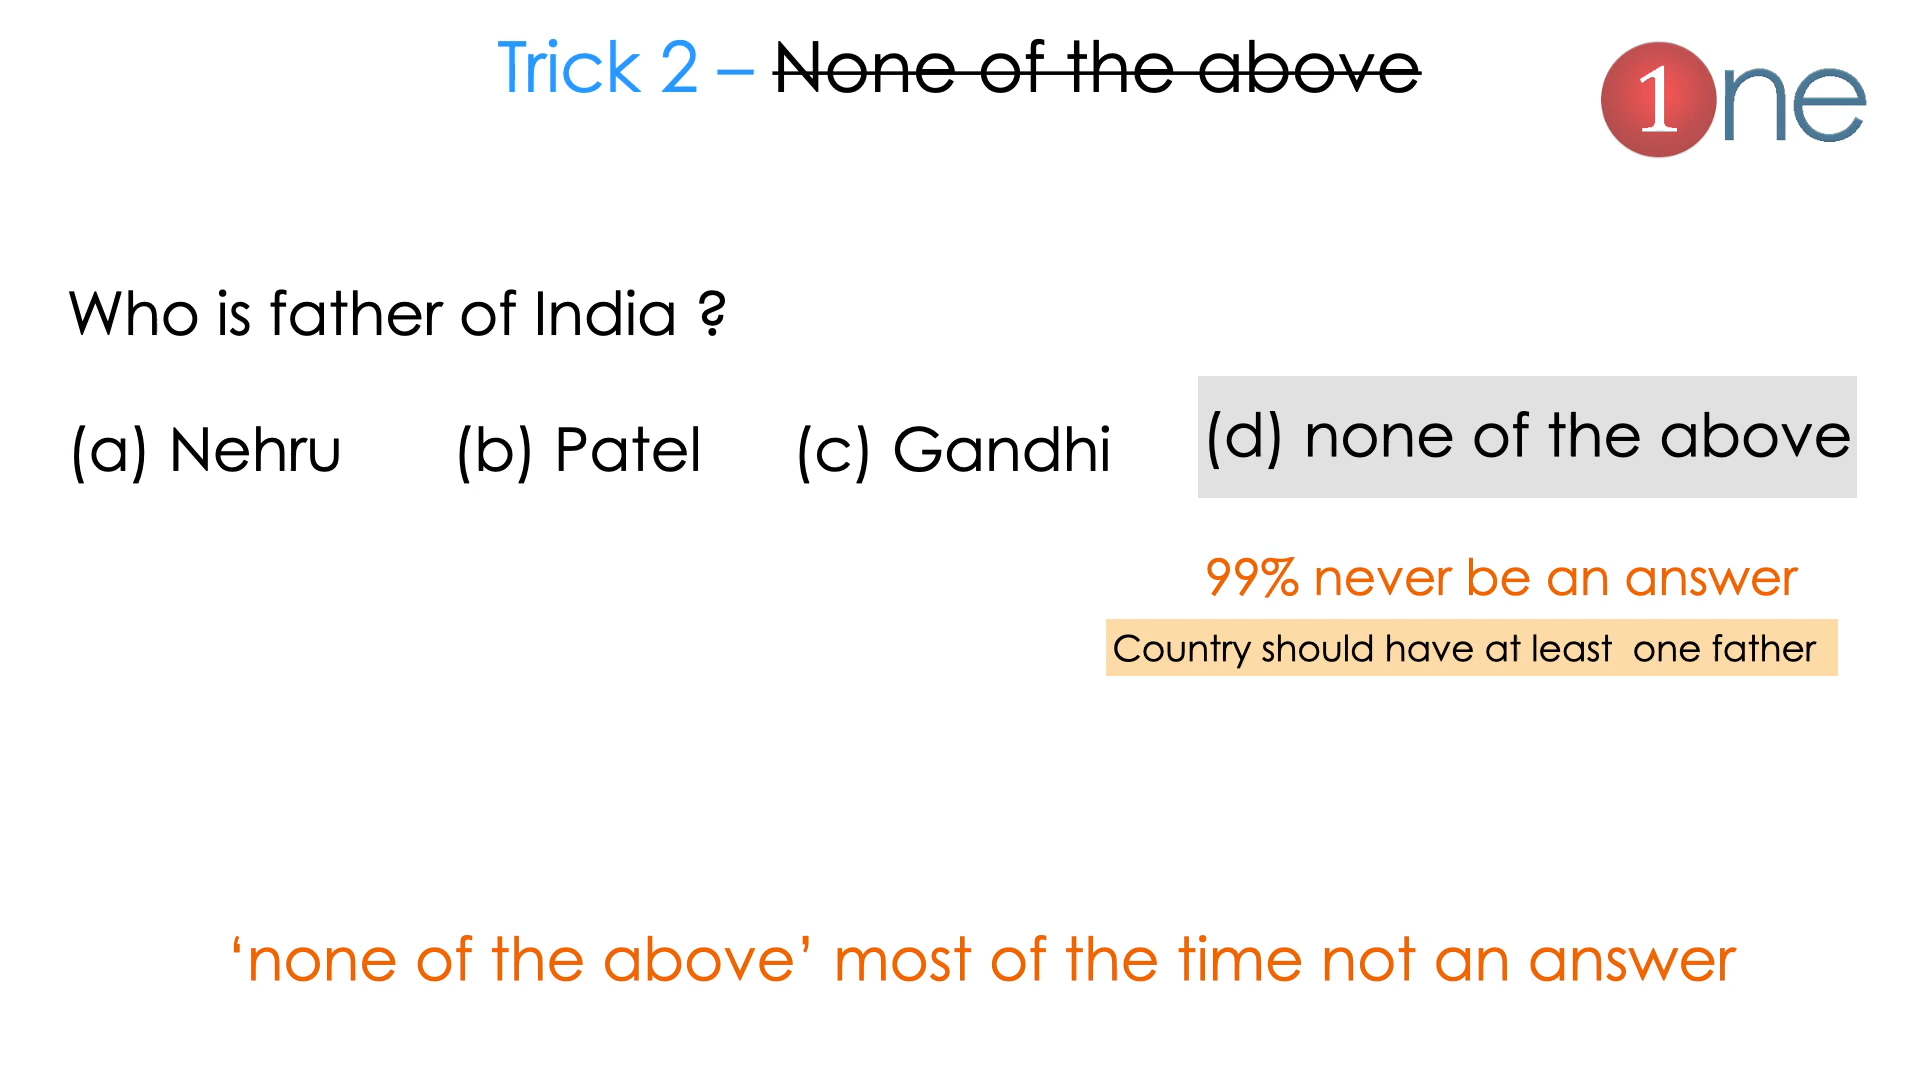 Trick 2 – None of the above
1ne
Who is father of India ?
(a) Nehru (b) Patel (c) Gandhi (d) none of the above
99% never be an answer
Country should have at least one father
‘none of the above’ most of the time not an answer